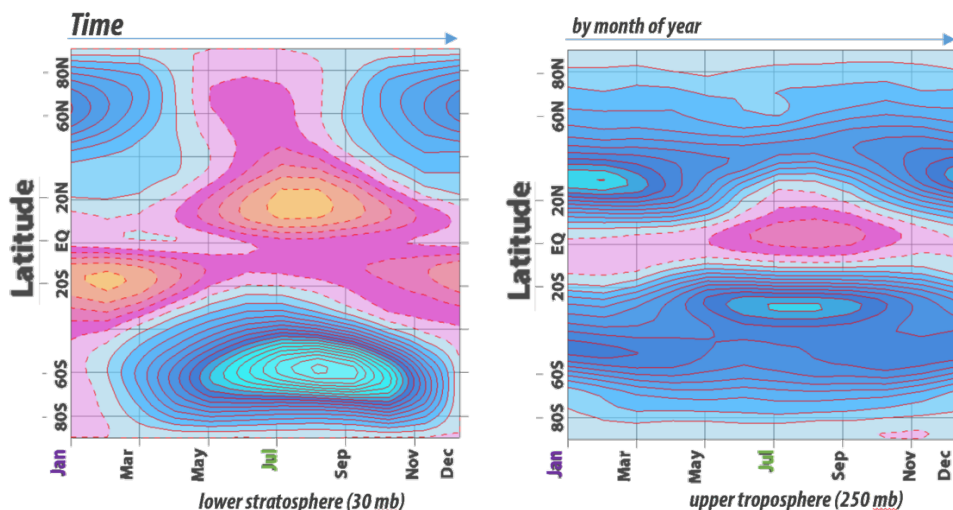 Time
by month of year
Latitude
80N
60N
20N
EQ
20S
60S
80S
Jan
Mar
May
Jul
Sep
Nov
Dec
lower stratosphere (30 mb)
Latitude
80N
60N
20N
EQ
20S
60S
80S
Jan
Mar
May
Jul
Sep
Nov
Dec
upper troposphere (250 mb)